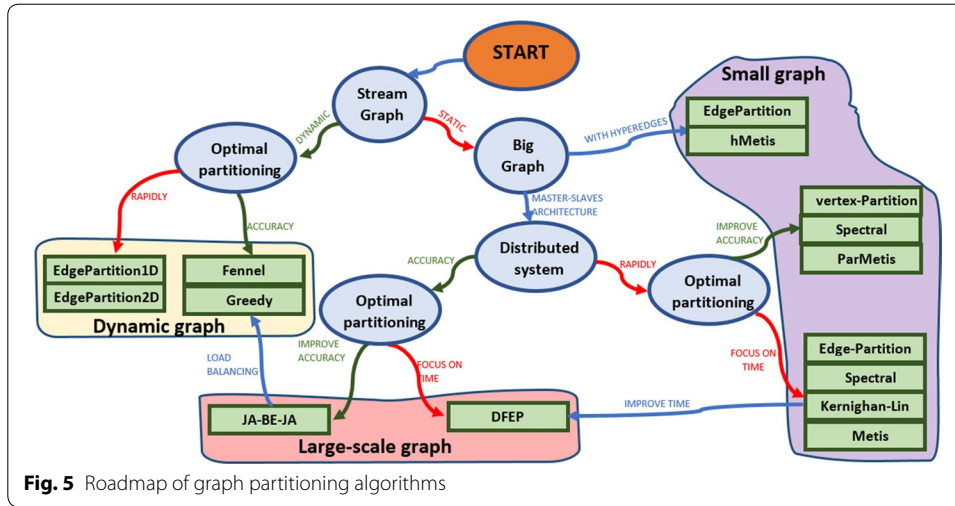 START
Small graph
Stream
Graph
DYNAMIC
STATIC
EdgePartition
hMetis
WITH HYPEREDGES
Optimal
partitioning
Big
Graph
RAPIDLY
ACCURACY
MASTER-SLAVES
ARCHITECTURE
vertex-Partition
Spectral
ParMetis
IMPROVE
ACCURACY
Distributed
system
ACCURACY
RAPIDLY
EdgePartition1D
EdgePartition2D
Fennel
Greedy
Dynamic graph
Optimal
partitioning
Optimal
partitioning
LOAD
BALANCING
IMPROVE
ACCURACY
FOCUS ON
TIME
FOCUS ON
TIME
Edge-Partition
Spectral
Kernighan-Lin
Metis
IMPROVE TIME
JA-BE-JA
DFEP
Large-scale graph
Fig. 5 Roadmap of graph partitioning algorithms